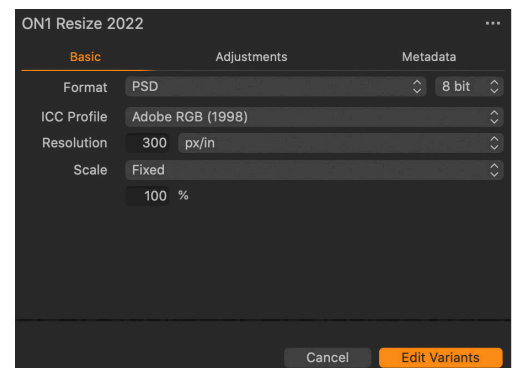 ON1 Resize 2022 ...
Basic Adjustments Metadata
Format PSD 8 bit
ICC Profile Adobe RGB (1998)
Resolution 300 px/in
Scale Fixed
100 %
Cancel Edit Variants